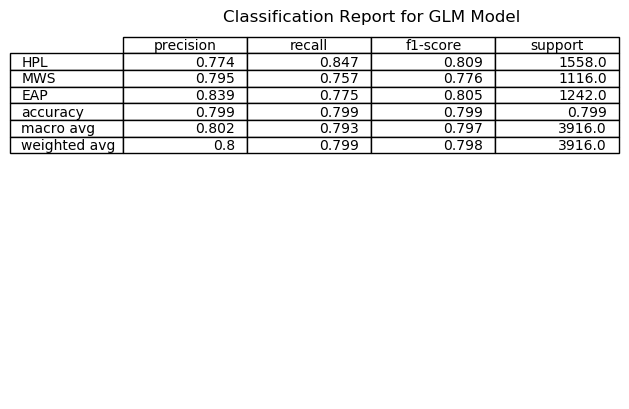 Classification Report for GLM Model
precision recall f1-score support
HPL 0.774 0.847 0.809 1558.0
MWS 0.795 0.757 0.776 1116.0
EAP 0.839 0.775 0.805 1242.0
accuracy 0.799 0.799 0.799 0.799
macro avg 0.802 0.793 0.797 3916.0
weighted avg 0.8 0.799 0.798 3916.0